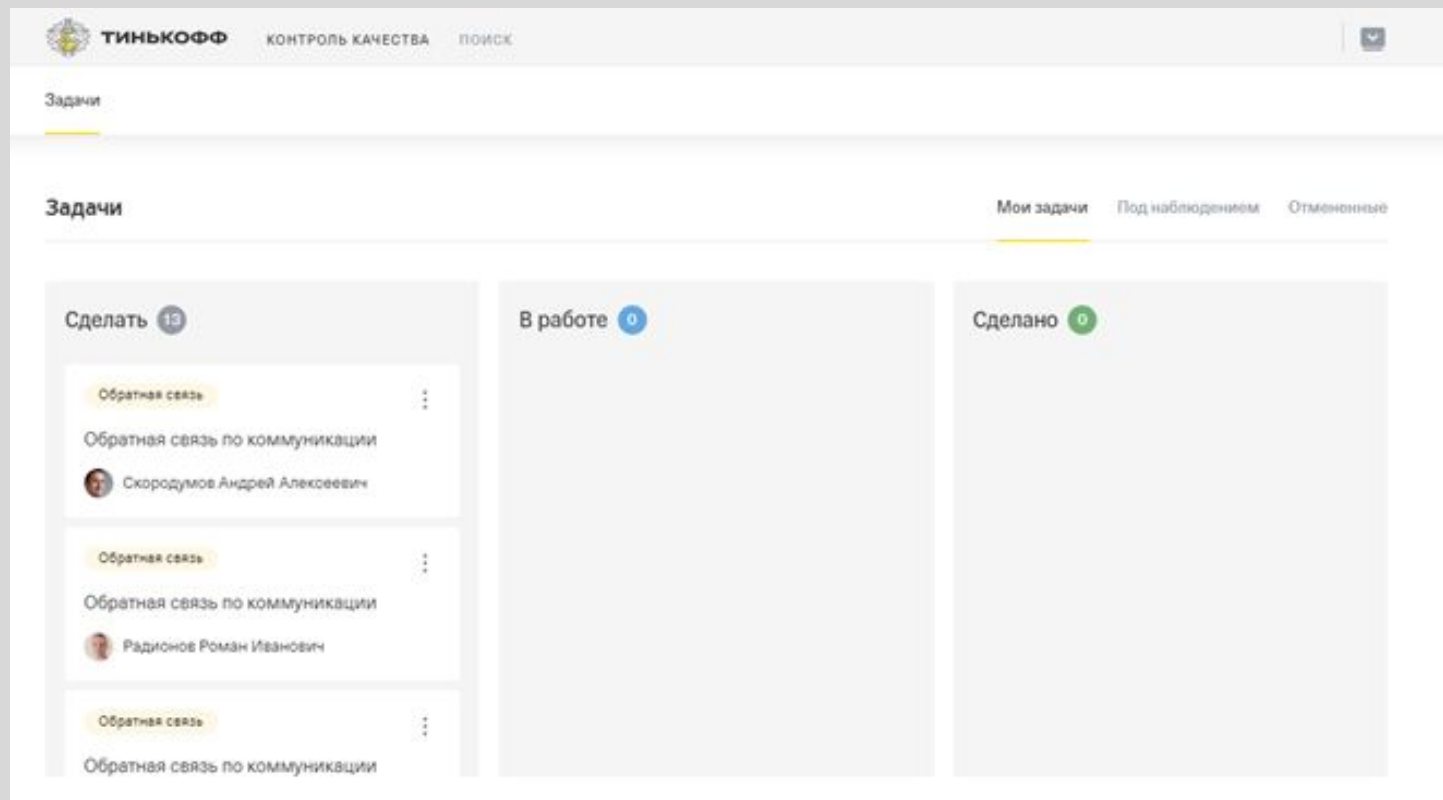 ТИНЬКОФФ КОНТРОЛЬ КАЧЕСТВА ПОИСК
Задачи
Задачи
Мои задачи Под наблюдением Отмененные
Сделать 13
В работе 0
Сделано 0
Обратная связь
Обратная связь по коммуникации
Скородумов Андрей Алексеевич
Обратная связь
Обратная связь по коммуникации
Радионов Роман Иванович
Обратная связь
Обратная связь по коммуникации